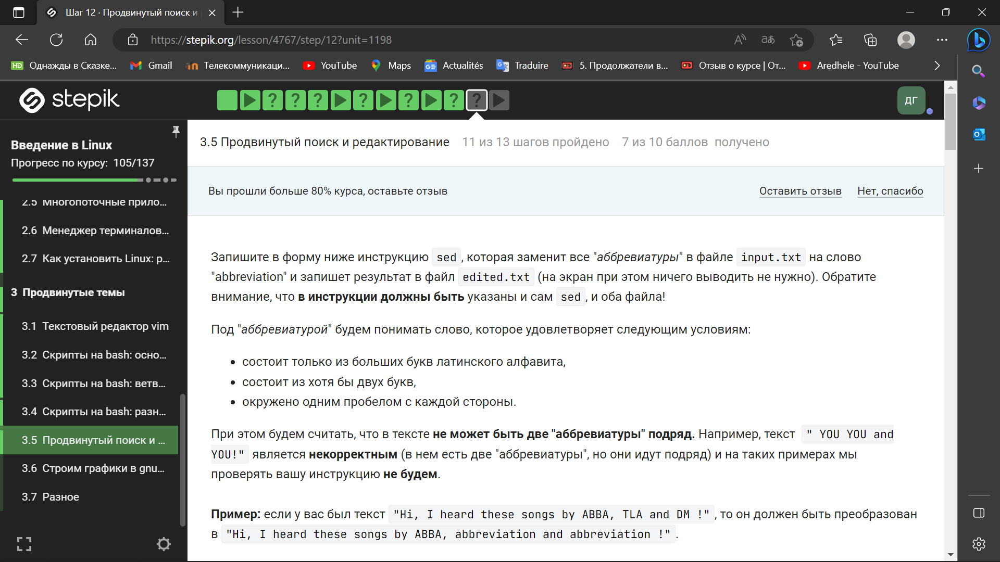 Шаг 12 · Продвинутый поиск и
https://stepik.org/lesson/4767/step/12?unit=1198
Однажды в Сказке... Gmail Телекоммуникаци... YouTube Maps Actualités Traduire 5. Продолжатели в... Отзыв о курсе | От... Aredhele - YouTube
stepik
ДГ
Введение в Linux
Прогресс по курсу: 105/137
2.5 Многопоточные прило...
2.6 Менеджер терминалов...
2.7 Как установить Linux: р...
3 Продвинутые темы
3.1 Текстовый редактор vim
3.2 Скрипты на bash: осно...
3.3 Скрипты на bash: ветв...
3.4 Скрипты на bash: разн...
3.5 Продвинутый поиск и ...
3.6 Строим графики в gnu...
3.7 Разное
3.5 Продвинутый поиск и редактирование 11 из 13 шагов пройдено 7 из 10 баллов получено
Вы прошли больше 80% курса, оставьте отзыв Оставить отзыв Нет, спасибо
Запишите в форму ниже инструкцию sed, которая заменит все "аббревиатуры" в файле input.txt на слово
"abbreviation" и запишет результат в файл edited.txt (на экран при этом ничего выводить не нужно). Обратите
внимание, что в инструкции должны быть указаны и сам sed, и оба файла!
Под "аббревиатурой" будем понимать слово, которое удовлетворяет следующим условиям:
• состоит только из больших букв латинского алфавита,
• состоит из хотя бы двух букв,
• окружено одним пробелом с каждой стороны.
При этом будем считать, что в тексте не может быть две "аббревиатуры" подряд. Например, текст " YOU YOU and
YOU!" является некорректным (в нем есть две "аббревиатуры", но они идут подряд) и на таких примерах мы
проверять вашу инструкцию не будем.
Пример: если у вас был текст "Hi, I heard these songs by ABBA, TLA and DM !", то он должен быть преобразован
в "Hi, I heard these songs by ABBA, abbreviation and abbreviation !".